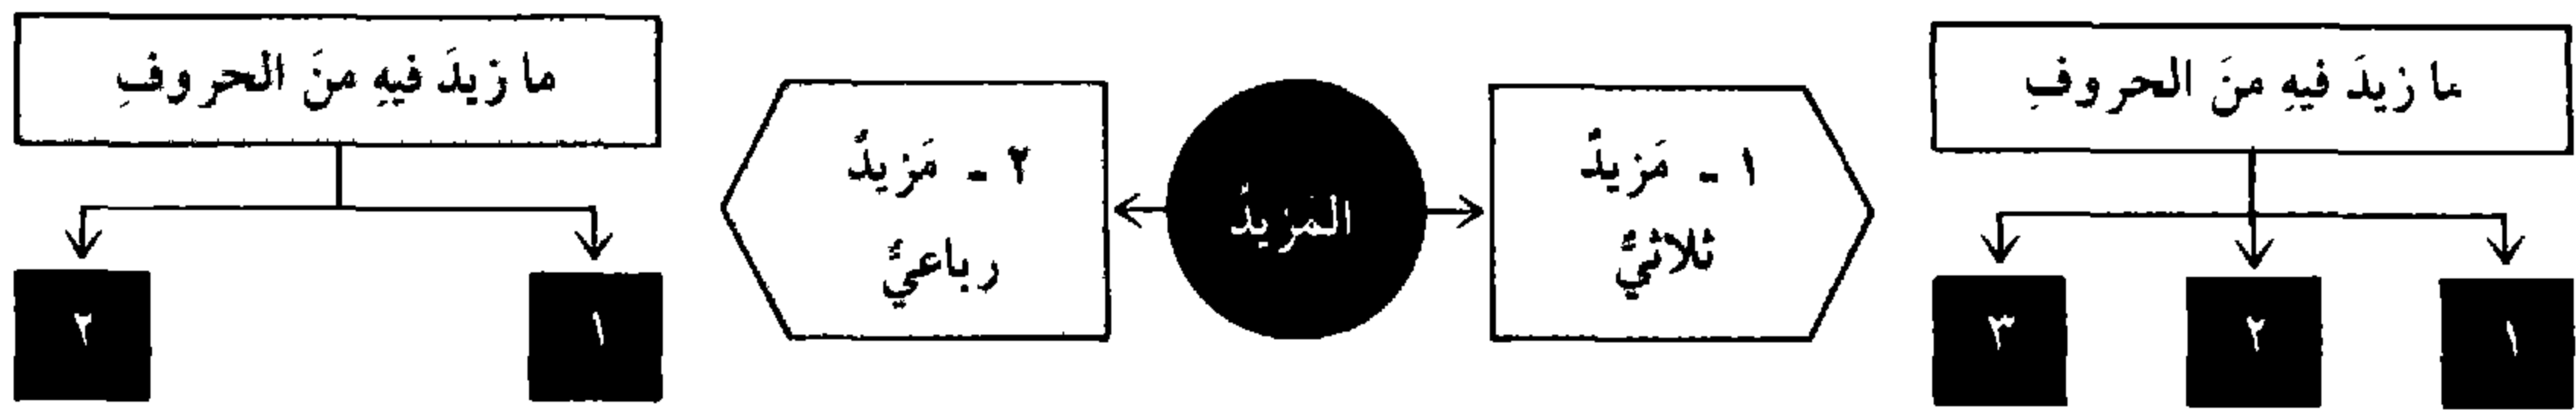 ما زيدَ فيهِ منَ الحروفِ
١
٢
٣
١ - مَزيدٌ
ثلاثيٌّ
المَزيدُ
٢ - مَزيدٌ
رباعيٌّ
ما زيدَ فيهِ منَ الحروفِ
١
٢